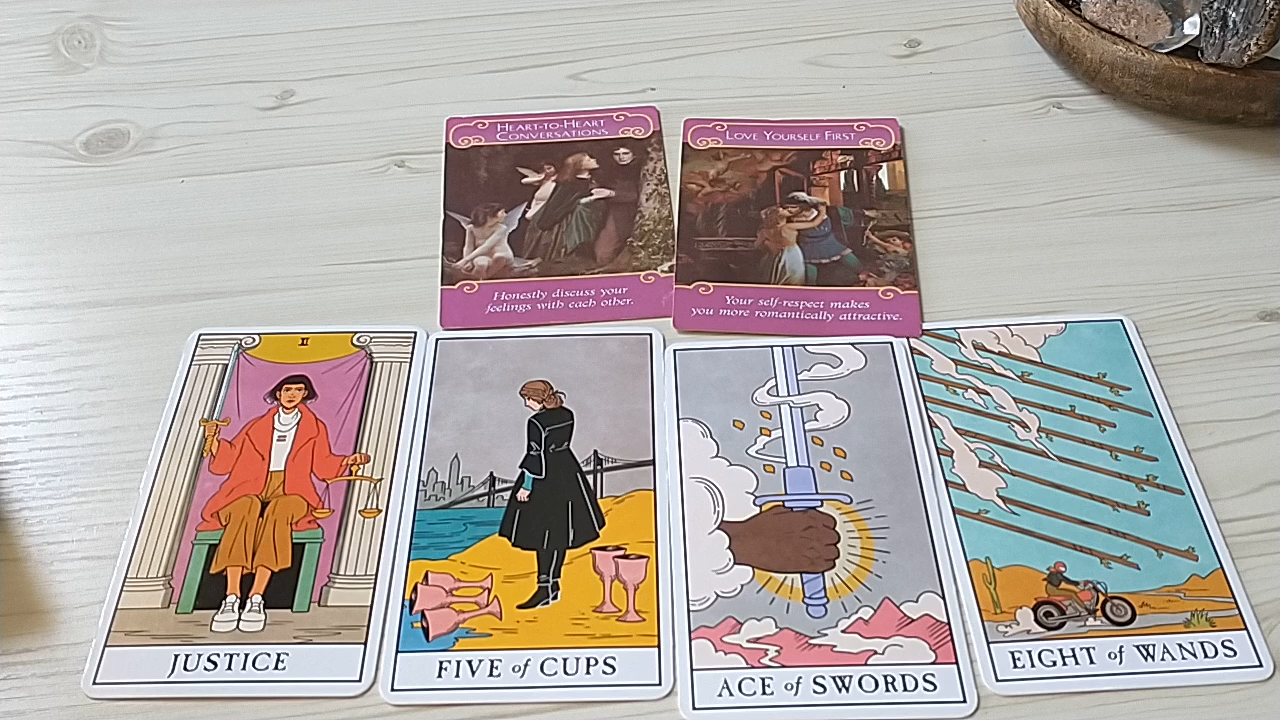 HEART-TO-HEART
CONVERSATIONS
Honestly discuss your
feelings with each other.
LOVE YOURSELF FIRST
Your self-respect makes
you more romantically attractive.
JUSTICE
FIVE of CUPS
ACE of SWORDS
EIGHT of WANDS